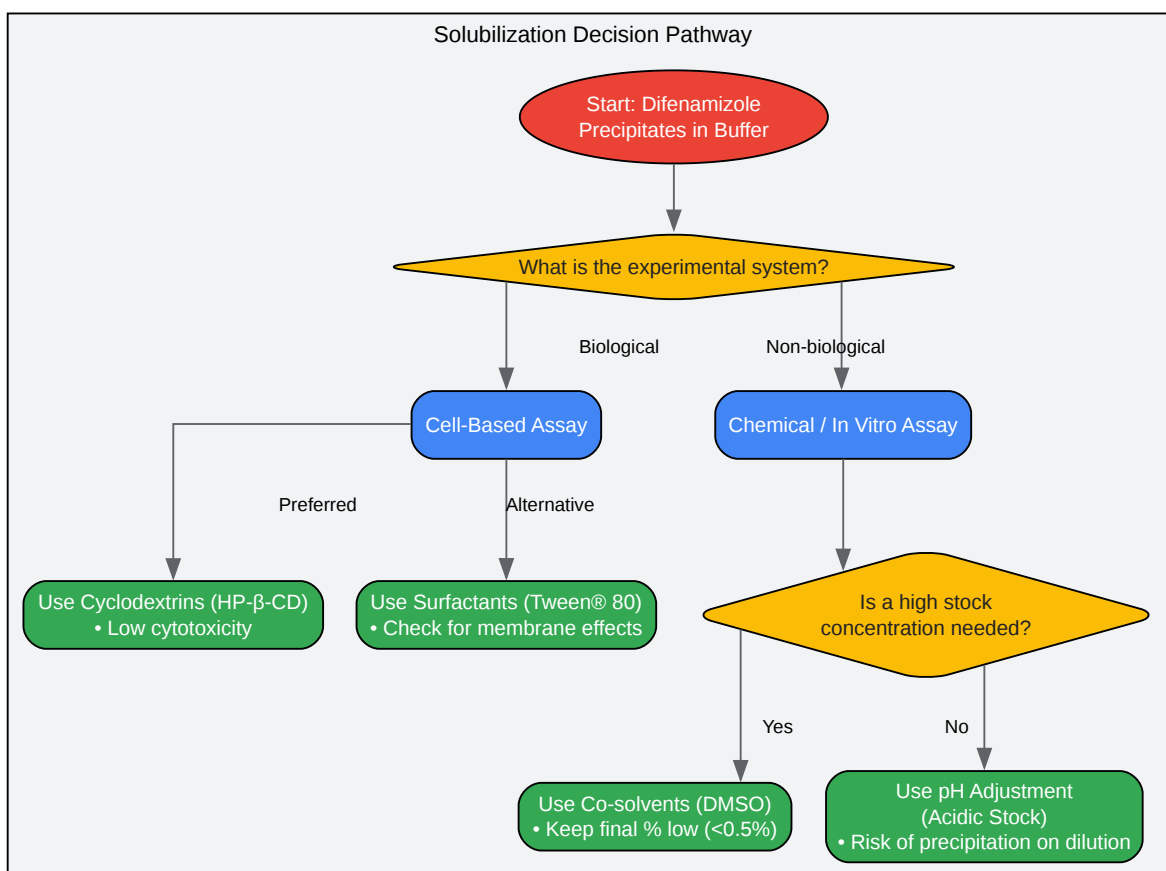 Solubilization Decision Pathway
Start: Difenamizole
Precipitates in Buffer
What is the experimental system?
Biological
Non-biological
Cell-Based Assay
Chemical / In Vitro Assay
Preferred
Alternative
Use Cyclodextrins (HP-β-CD)
• Low cytotoxicity
Use Surfactants (Tween® 80)
• Check for membrane effects
Is a high stock
concentration needed?
Yes
No
Use Co-solvents (DMSO)
• Keep final % low (<0.5%)
Use pH Adjustment
(Acidic Stock)
• Risk of precipitation on dilution